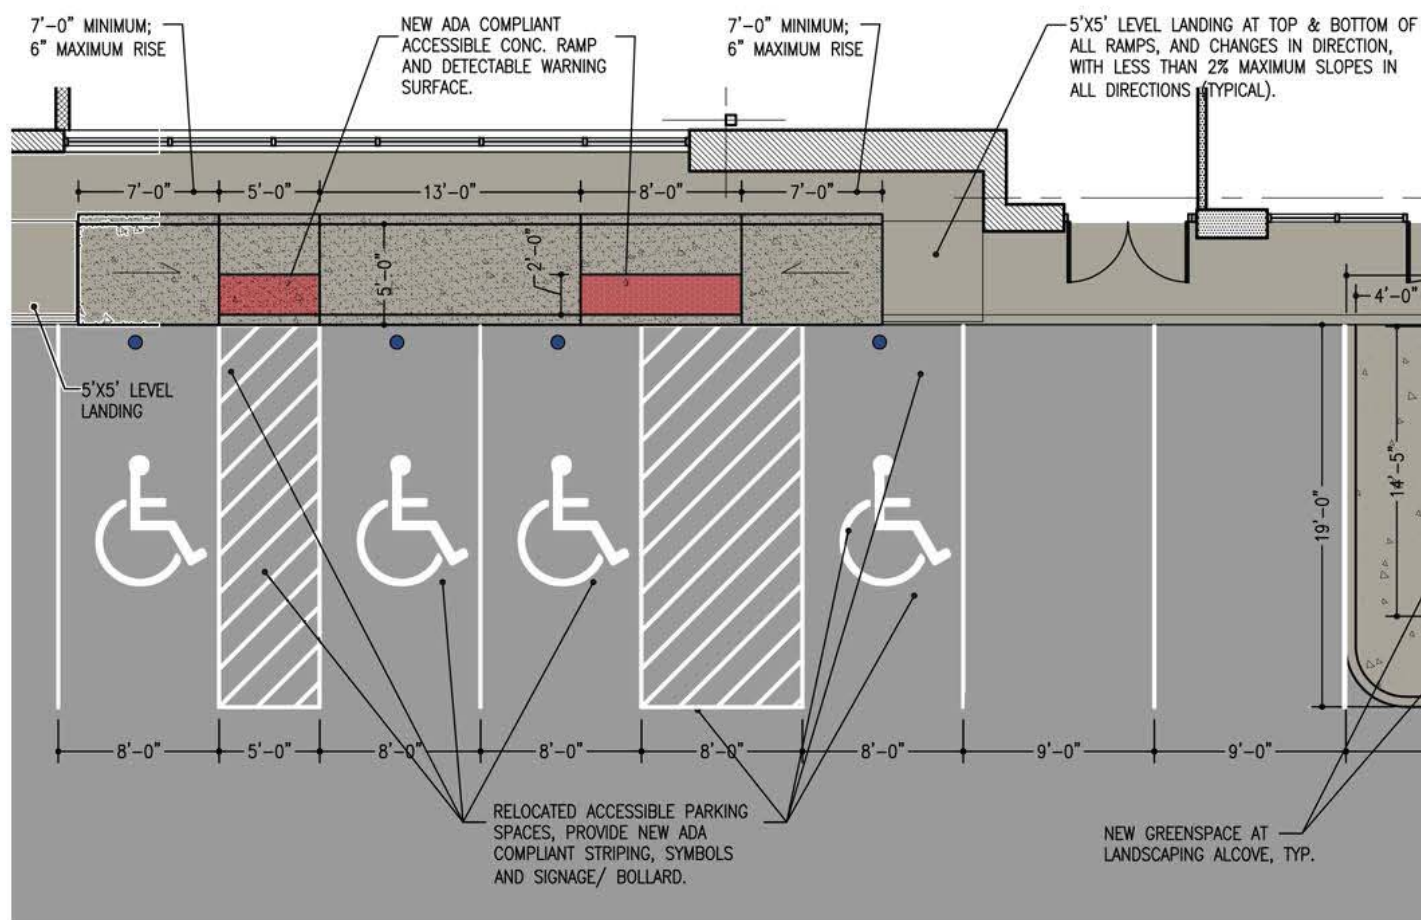 7'-0" MINIMUM;
6" MAXIMUM RISE
NEW ADA COMPLIANT
ACCESSIBLE CONC. RAMP
AND DETECTABLE WARNING
SURFACE.
7'-0" MINIMUM;
6" MAXIMUM RISE
5'X5' LEVEL LANDING AT TOP & BOTTOM OF
ALL RAMPS, AND CHANGES IN DIRECTION,
WITH LESS THAN 2% MAXIMUM SLOPES IN
ALL DIRECTIONS (TYPICAL).
7'-0" 5'-0" 13'-0" 8'-0" 7'-0"
5'-0"
2'-0"
4'-0"
5'X5' LEVEL
LANDING
14'-5"
19'-0"
8'-0" 5'-0" 8'-0" 8'-0" 8'-0" 8'-0" 9'-0" 9'-0"
RELOCATED ACCESSIBLE PARKING
SPACES, PROVIDE NEW ADA
COMPLIANT STRIPING, SYMBOLS
AND SIGNAGE/ BOLLARD.
NEW GREENSPACE AT
LANDSCAPING ALCOVE, TYP.